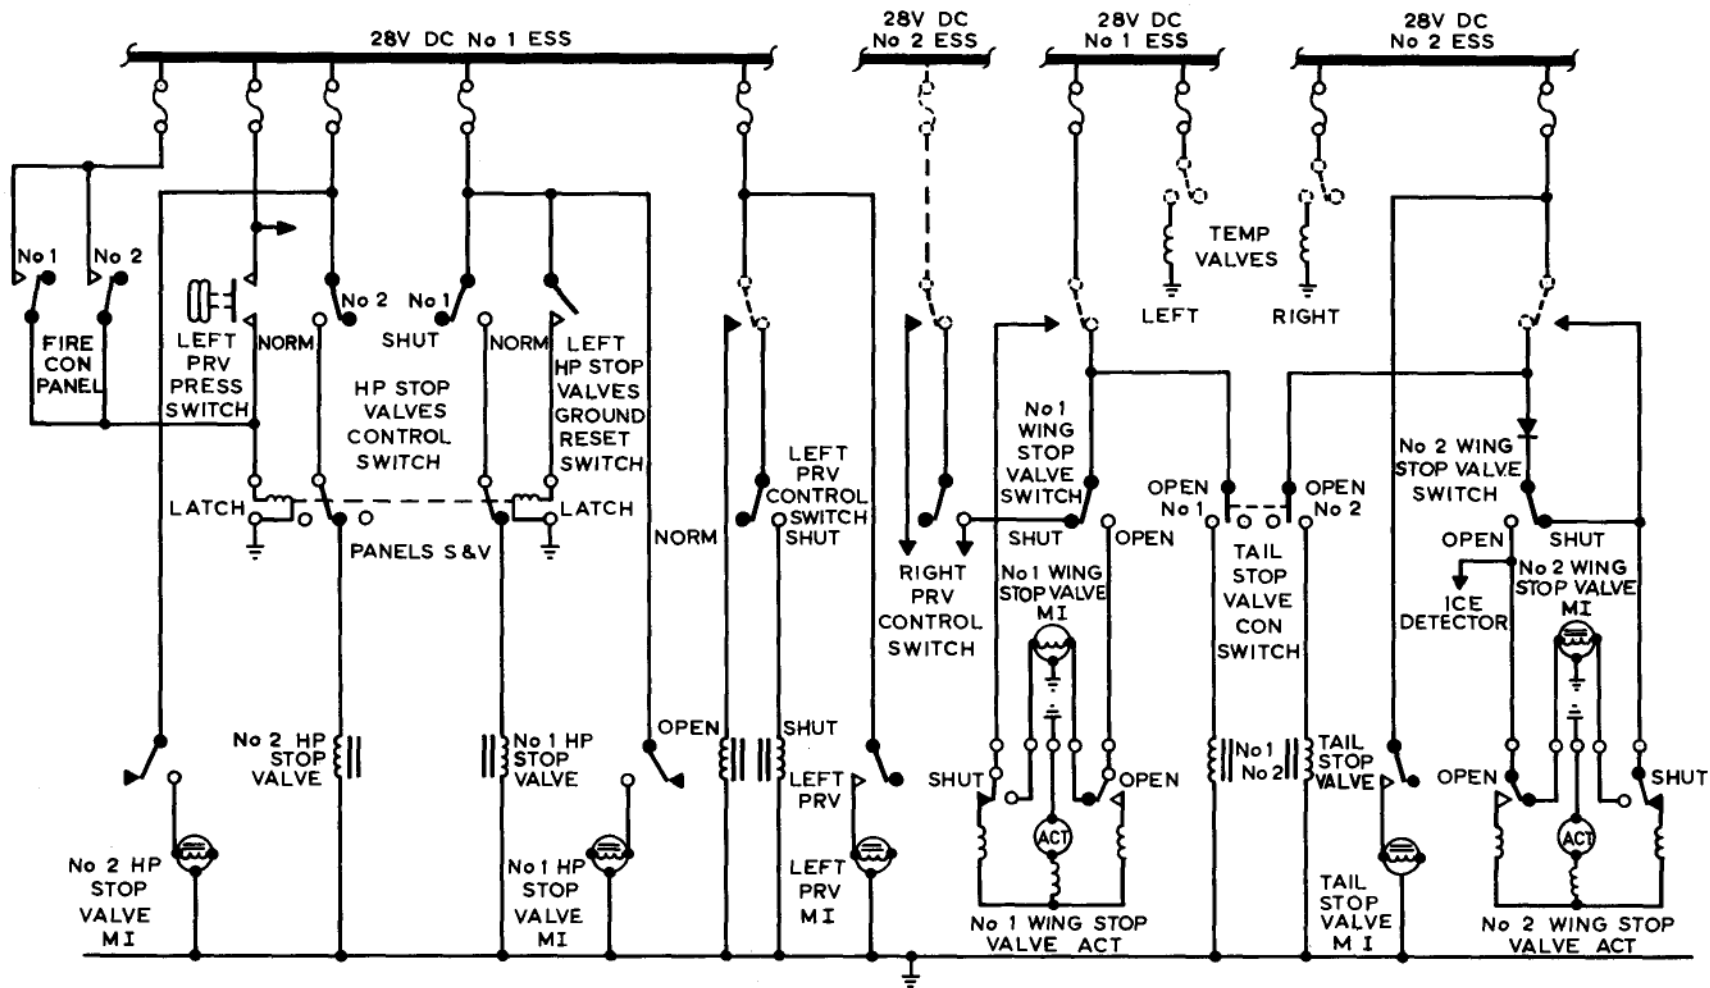 28V DC No 1 ESS
28V DC
No 2 ESS
28V DC
No 1 ESS
28V DC
No 2 ESS
No 1
No 2
FIRE
CON
PANEL
LEFT
PRV
PRESS
SWITCH
NORM
No 2
No 1
SHUT
NORM
HP STOP
VALVES
CONTROL
SWITCH
LEFT
HP STOP
VALVES
GROUND
RESET
SWITCH
LATCH
LATCH
PANELS S & V
TEMP
VALVES
LEFT
RIGHT
LEFT
PRV
CONTROL
SWITCH
NORM
SHUT
RIGHT
PRV
CONTROL
SWITCH
No 1
WING
STOP
VALVE
SWITCH
SHUT
OPEN
OPEN
No 1
OPEN
No 2
TAIL
STOP
VALVE
CON
SWITCH
No 2 WING
STOP VALVE
SWITCH
OPEN
SHUT
ICE
DETECTOR
No 1 WING
STOP VALVE
MI
No 2 WING
STOP VALVE
MI
No 2 HP
STOP
VALVE
No 1 HP
STOP
VALVE
OPEN
SHUT
LEFT
PRV
SHUT
OPEN
ACT
No 1
No 2
TAIL
STOP
VALVE
OPEN
SHUT
ACT
No 2 HP
STOP
VALVE
MI
No 1 HP
STOP
VALVE
MI
LEFT
PRV
MI
No 1 WING STOP
VALVE ACT
TAIL
STOP
VALVE
MI
No 2 WING STOP
VALVE ACT